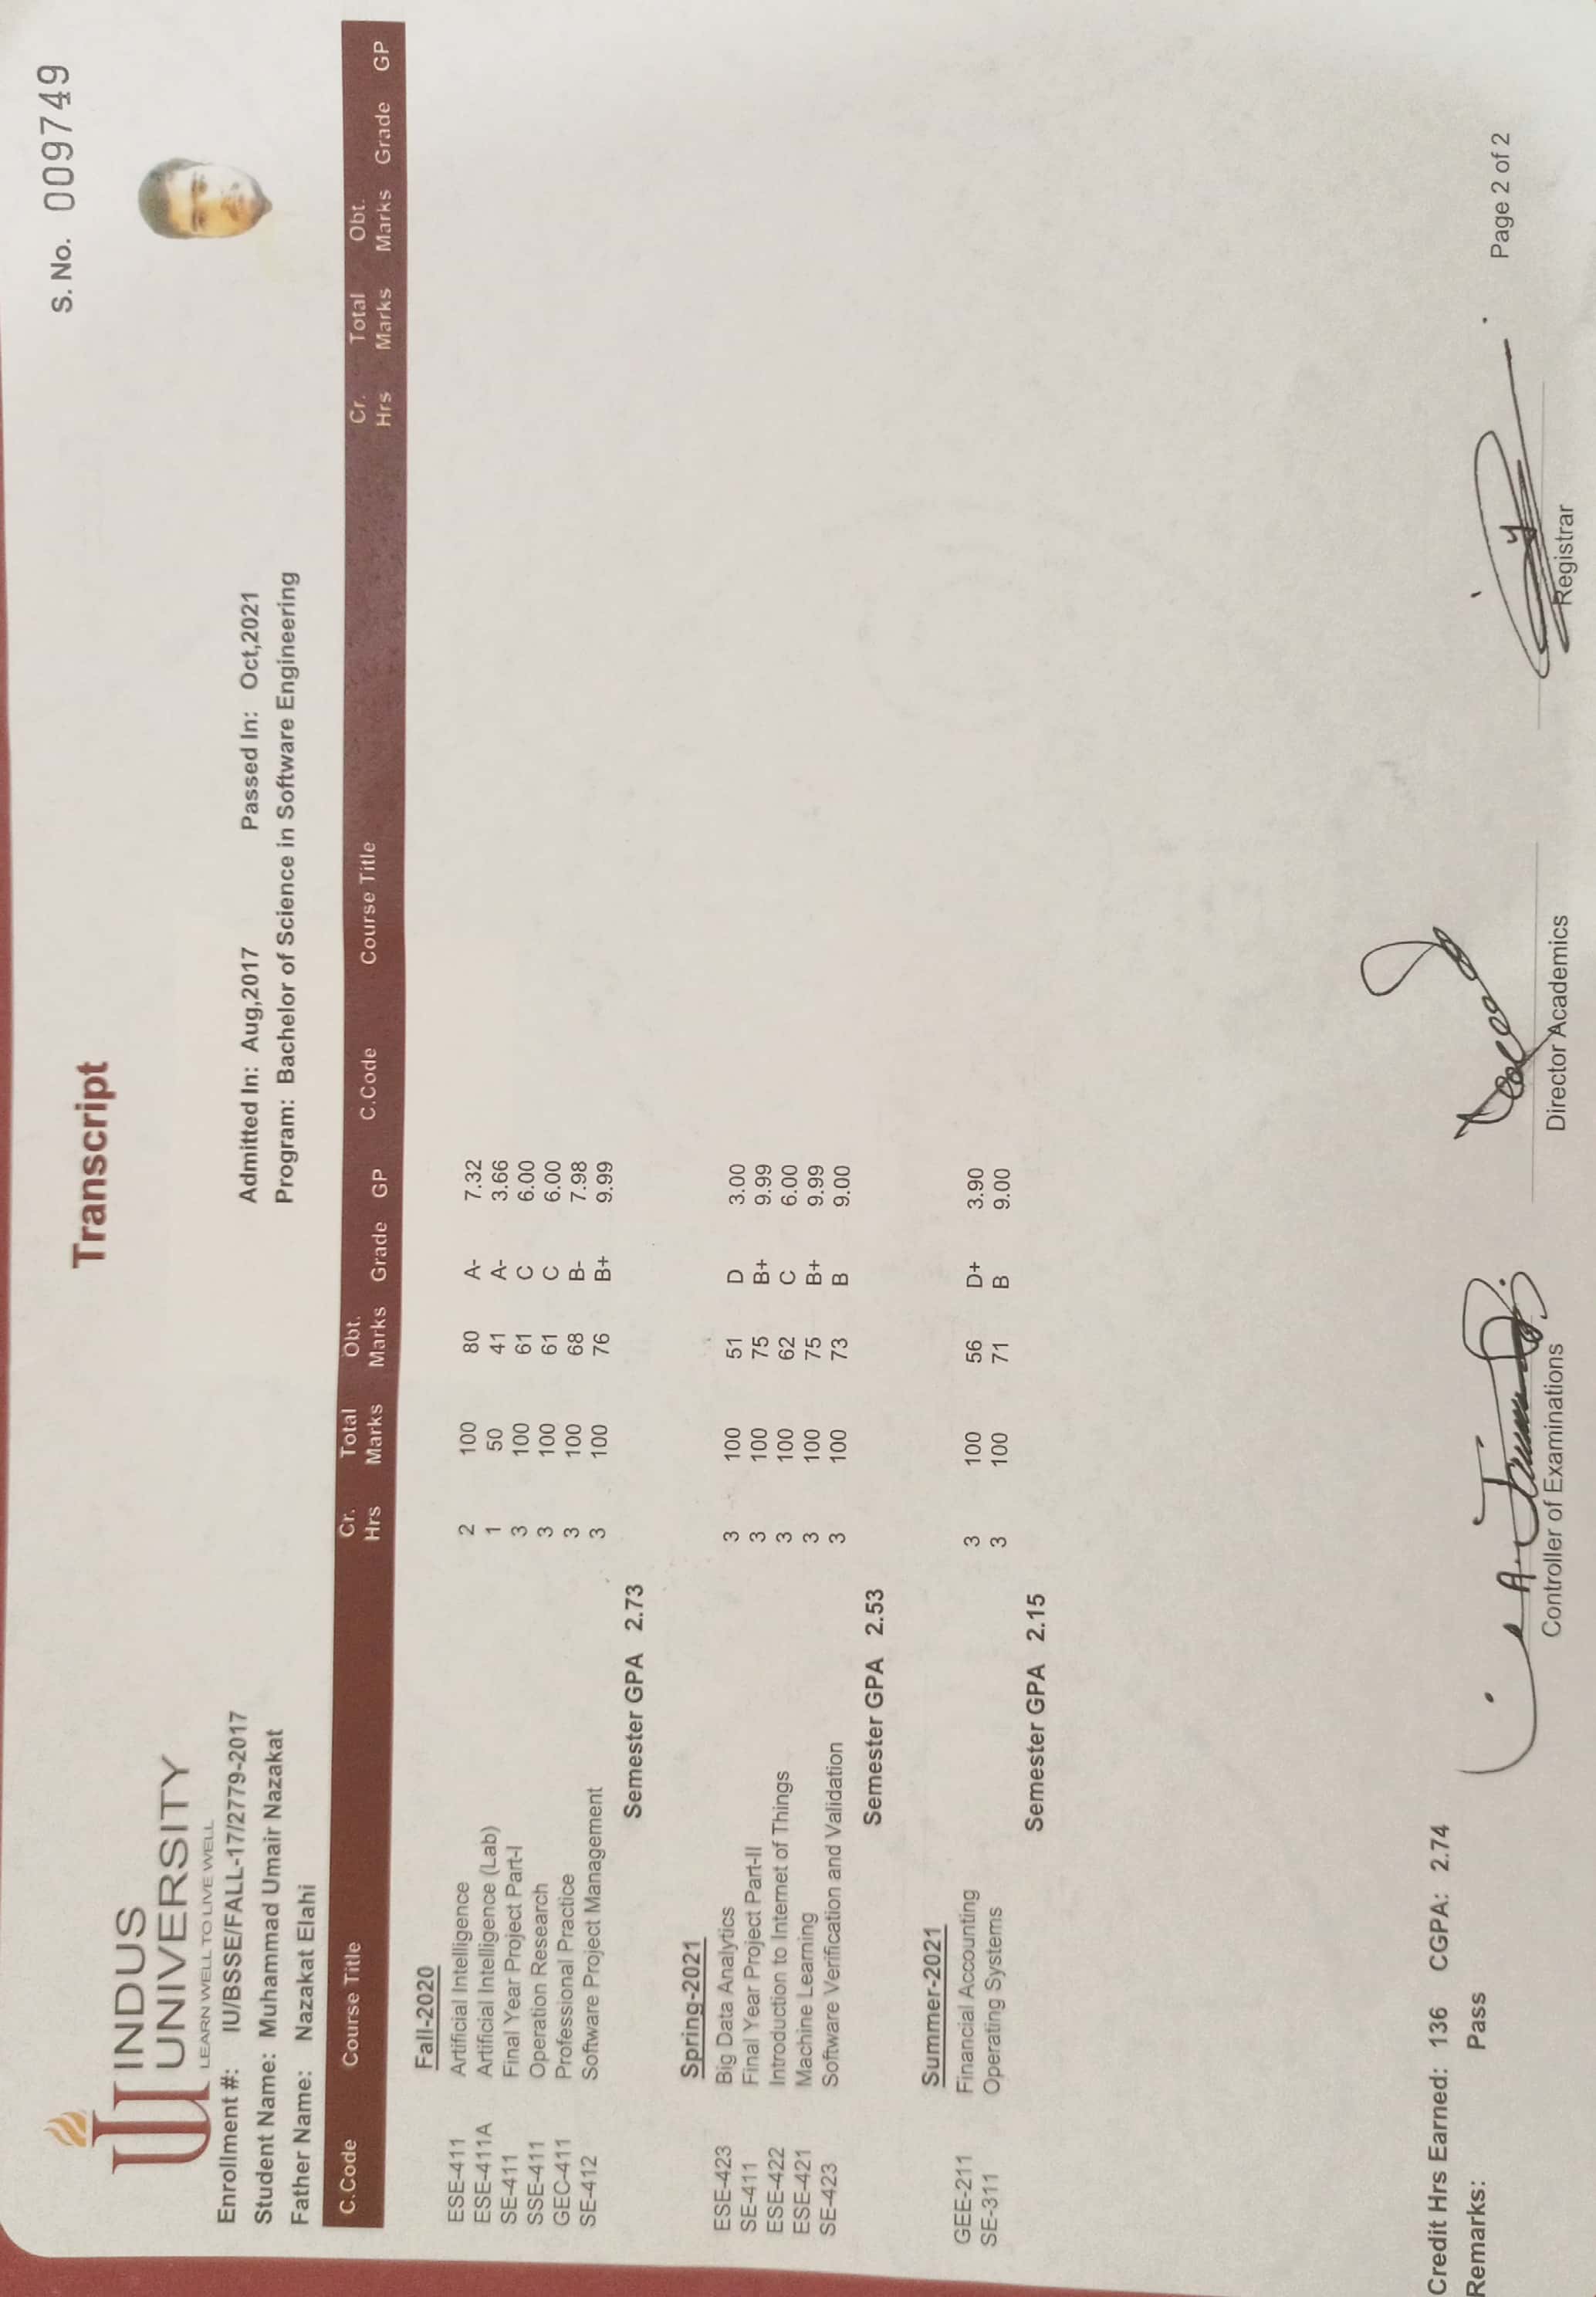 S. No. 009749
Transcript
INDUS
UNIVERSITY
LEARN WELL TO LIVE WELL
Enrollment #: IU/BSSE/FALL-17/2779-2017 Admitted In: Aug,2017 Passed In: Oct,2021
Student Name: Muhammad Umair Nazakat Program: Bachelor of Science in Software Engineering
Father Name: Nazakat Elahi
C.Code Course Title Cr. Hrs Total Marks Obt. Marks Grade GP C.Code Course Title Cr. Hrs Total Marks Obt. Marks Grade GP
Fall-2020
ESE-411 Artificial Intelligence 2 100 80 A- 7.32
ESE-411A Artificial Intelligence (Lab) 1 50 41 A- 3.66
SE-411 Final Year Project Part-I 3 100 61 C 6.00
SSE-411 Operation Research 3 100 61 C 6.00
GEC-411 Professional Practice 3 100 68 B- 7.98
SE-412 Software Project Management 3 100 76 B+ 9.99
Semester GPA 2.73
Spring-2021
ESE-423 Big Data Analytics 3 100 51 D 3.00
SE-411 Final Year Project Part-II 3 100 75 B+ 9.99
ESE-422 Introduction to Internet of Things 3 100 62 C 6.00
ESE-421 Machine Learning 3 100 75 B+ 9.99
SE-423 Software Verification and Validation 3 100 73 B 9.00
Semester GPA 2.53
Summer-2021
GEE-211 Financial Accounting 3 100 56 D+ 3.90
SE-311 Operating Systems 3 100 71 B 9.00
Semester GPA 2.15
Credit Hrs Earned: 136 CGPA: 2.74
Remarks: Pass
Page 2 of 2
Controller of Examinations Director Academics Registrar